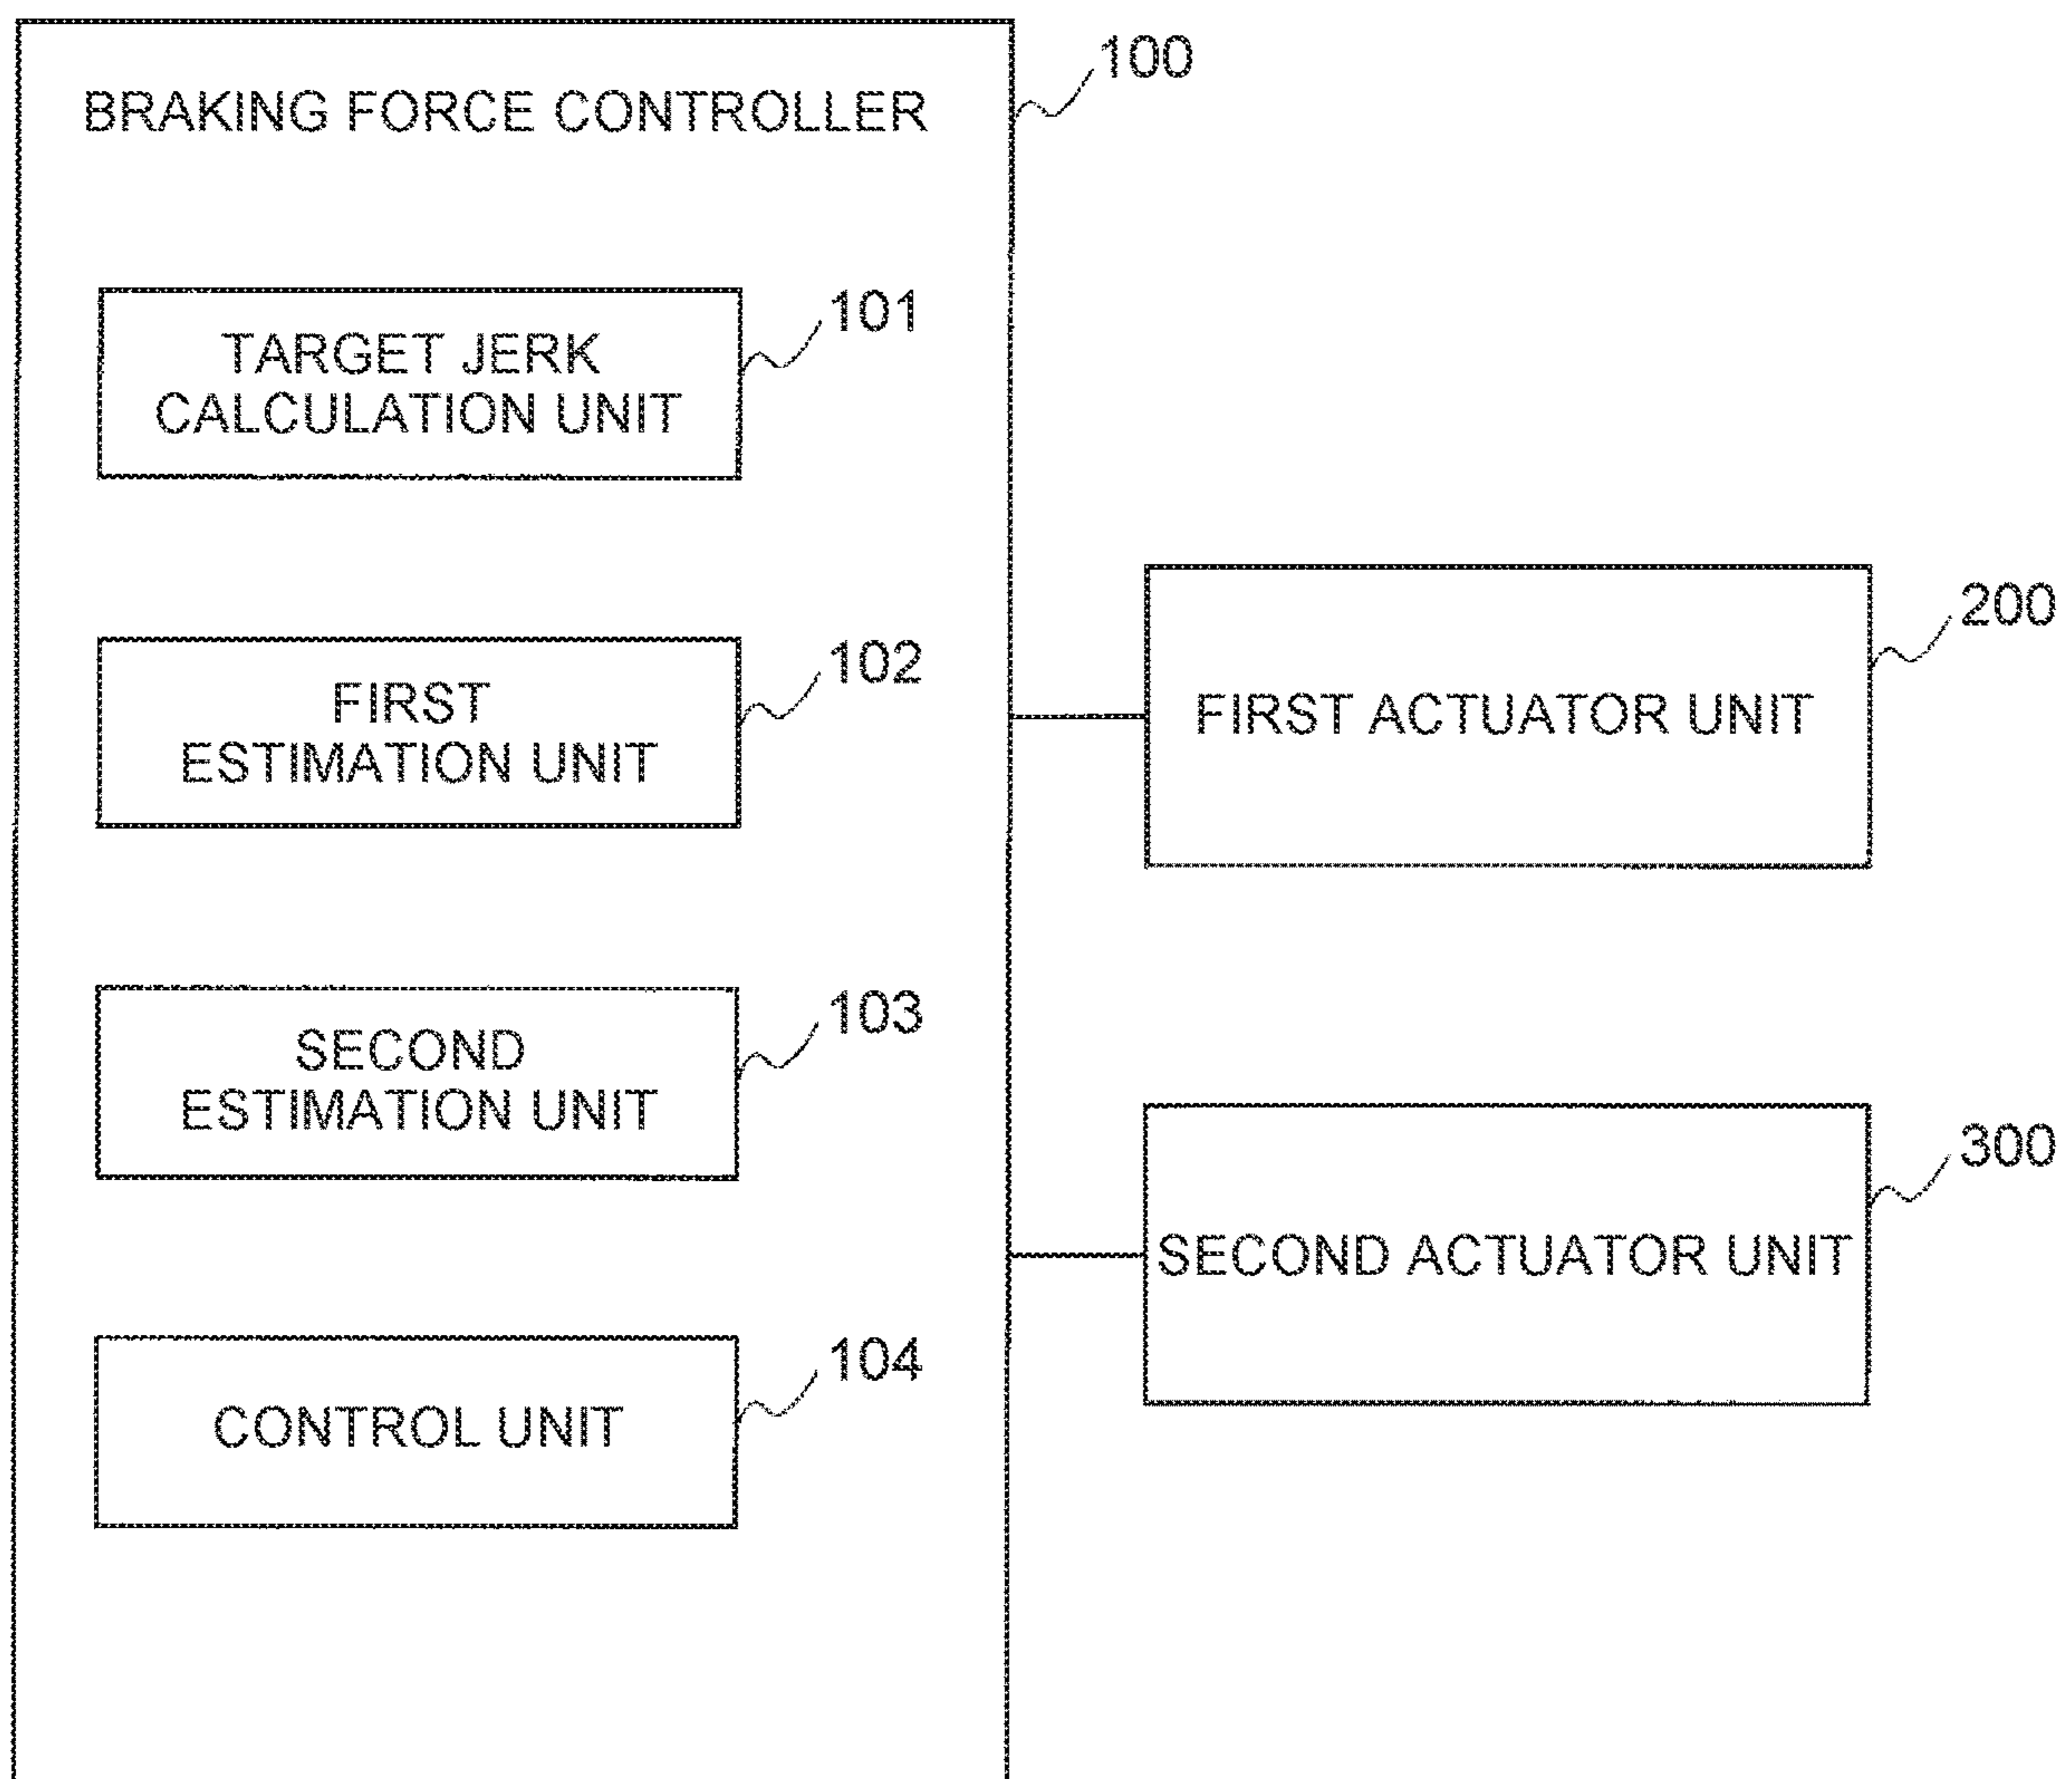 BRAKING FORCE CONTROLLER
100
TARGET JERK
CALCULATION UNIT
101
FIRST
ESTIMATION UNIT
102
SECOND
ESTIMATION UNIT
103
CONTROL UNIT
104
FIRST ACTUATOR UNIT
200
SECOND ACTUATOR UNIT
300